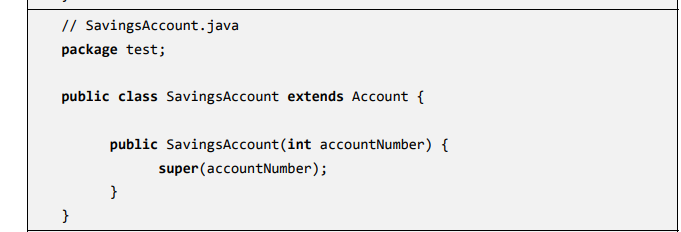 // SavingsAccount.java
package test;
public class SavingsAccount extends Account {
public SavingsAccount(int accountNumber) {
super(accountNumber);
}
}